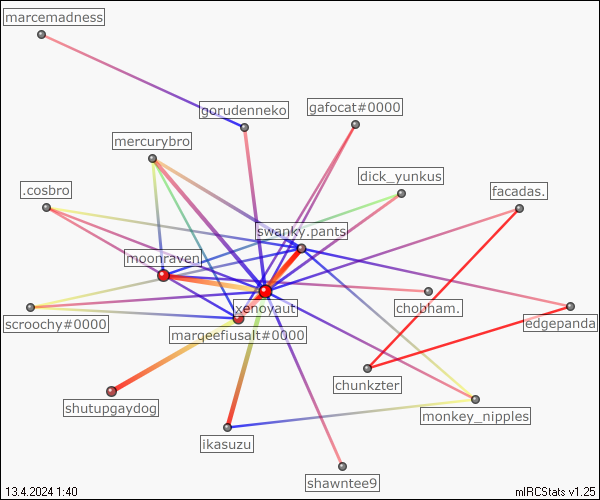 marcemadness
gorudenneko
gafocat#0000
mercurybro
dick_yunkus
.cosbro
facadas.
swanky.pants
moonraven
xenoyaut
chobham.
scroochy#0000
margeefiusalt#0000
edgepanda
chunkzter
shutupgaydog
monkey_nipples
ikasuzu
shawntee9
13.4.2024 1:40
mIRCStats v1.25